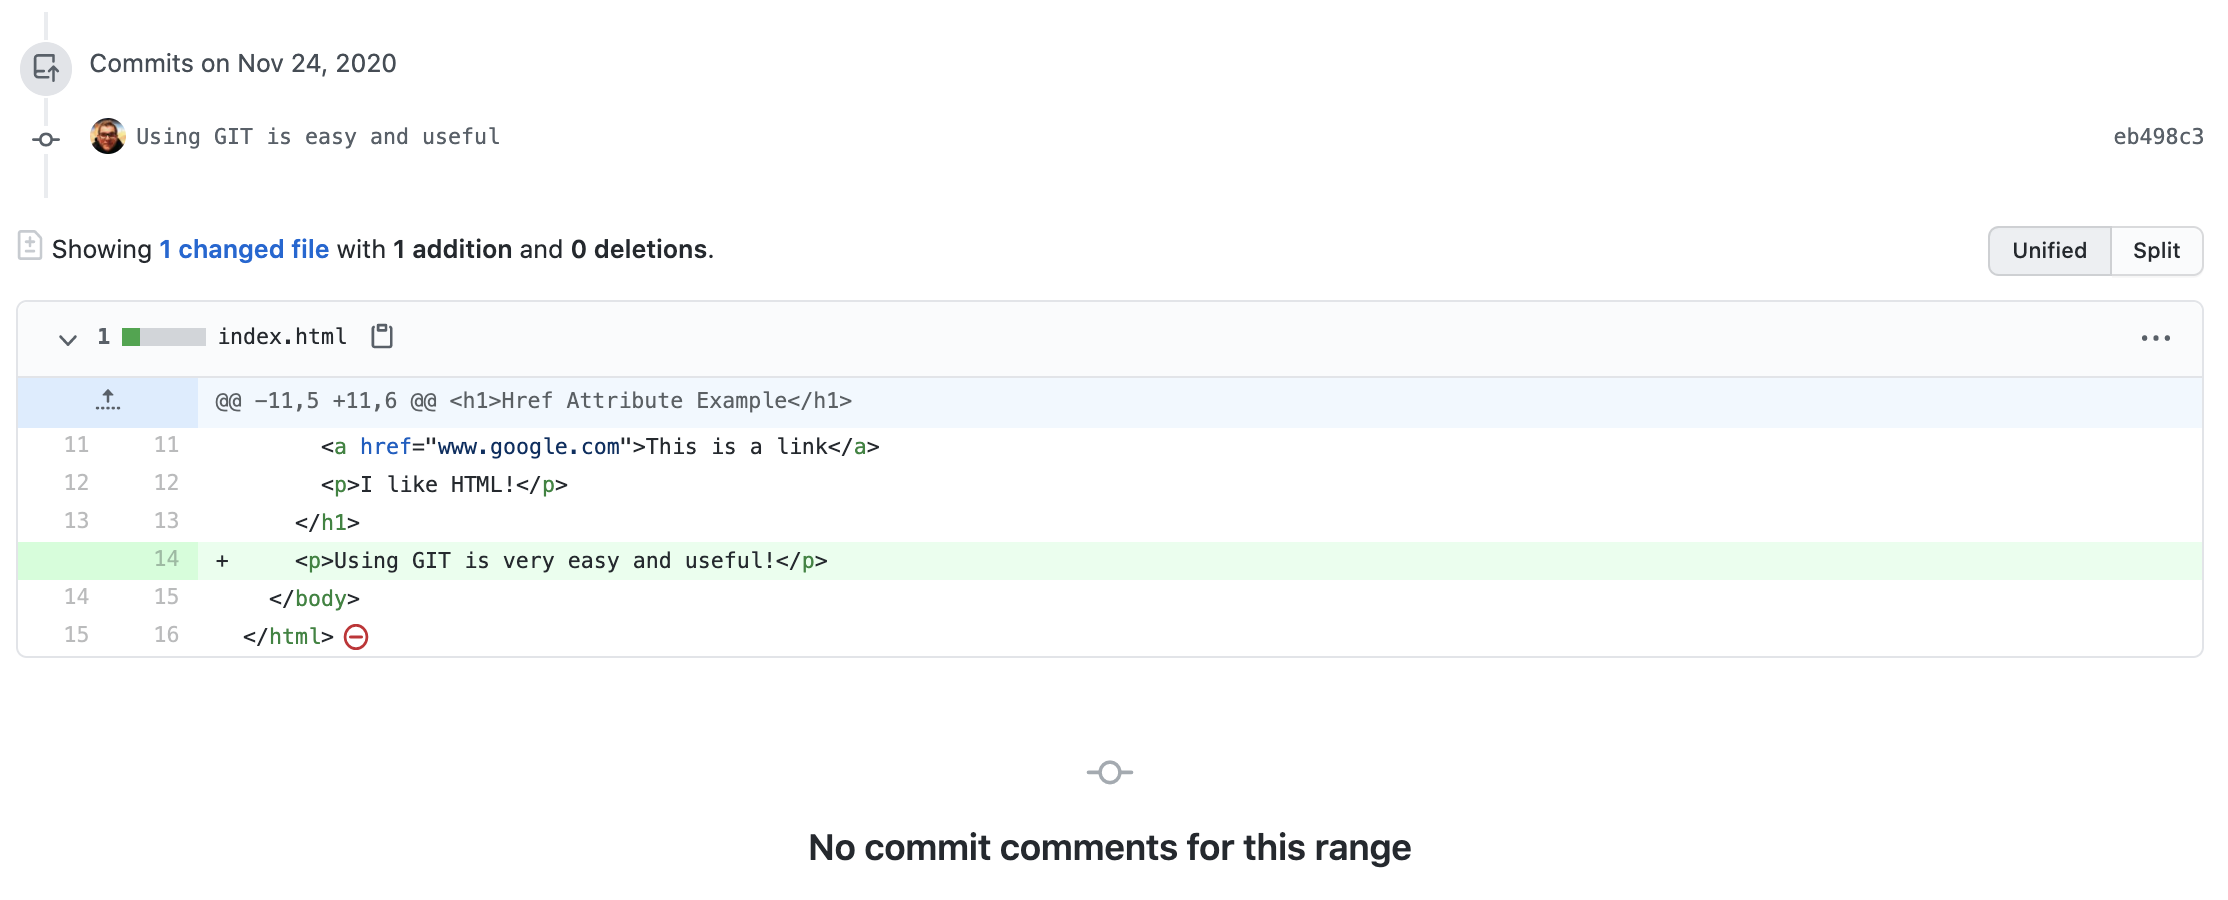 Commits on Nov 24, 2020
Using GIT is easy and useful eb498c3
Showing 1 changed file with 1 addition and 0 deletions. Unified Split
1 index.html ...
@@ -11,5 +11,6 @@ <h1>Href Attribute Example</h1>
11 11 <a href="www.google.com">This is a link</a>
12 12 <p>I like HTML!</p>
13 13 </h1>
14 + <p>Using GIT is very easy and useful!</p>
14 15 </body>
15 16 </html>
No commit comments for this range